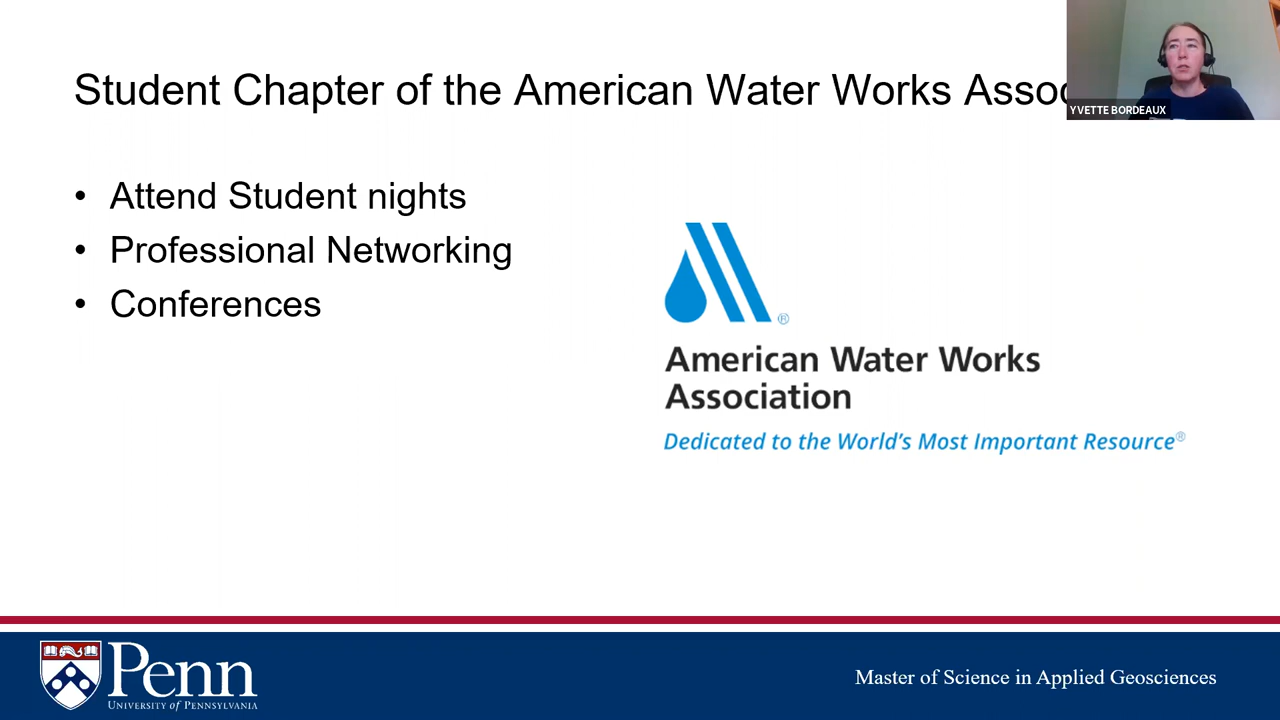 Student Chapter of the American Water Works Assoc
YVETTE BORDEAUX
• Attend Student nights
• Professional Networking
• Conferences
®
American Water Works
Association
Dedicated to the World's Most Important Resource®
Penn
UNIVERSITY of PENNSYLVANIA
Master of Science in Applied Geosciences